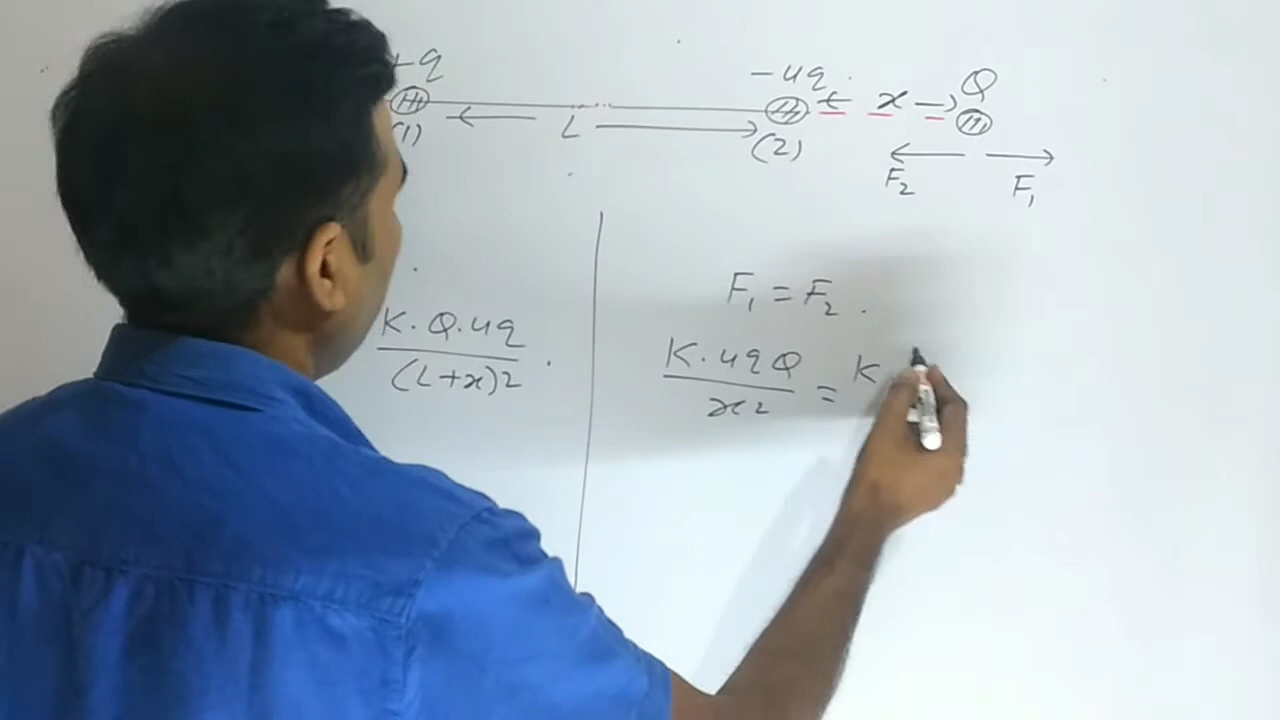 +q
-4q ← x → Q
(1) ← L → (2)
F₂ F₁
F₁ = F₂ .
K · Q · 4q / (L+x)² .
K · 4qQ / x² = K